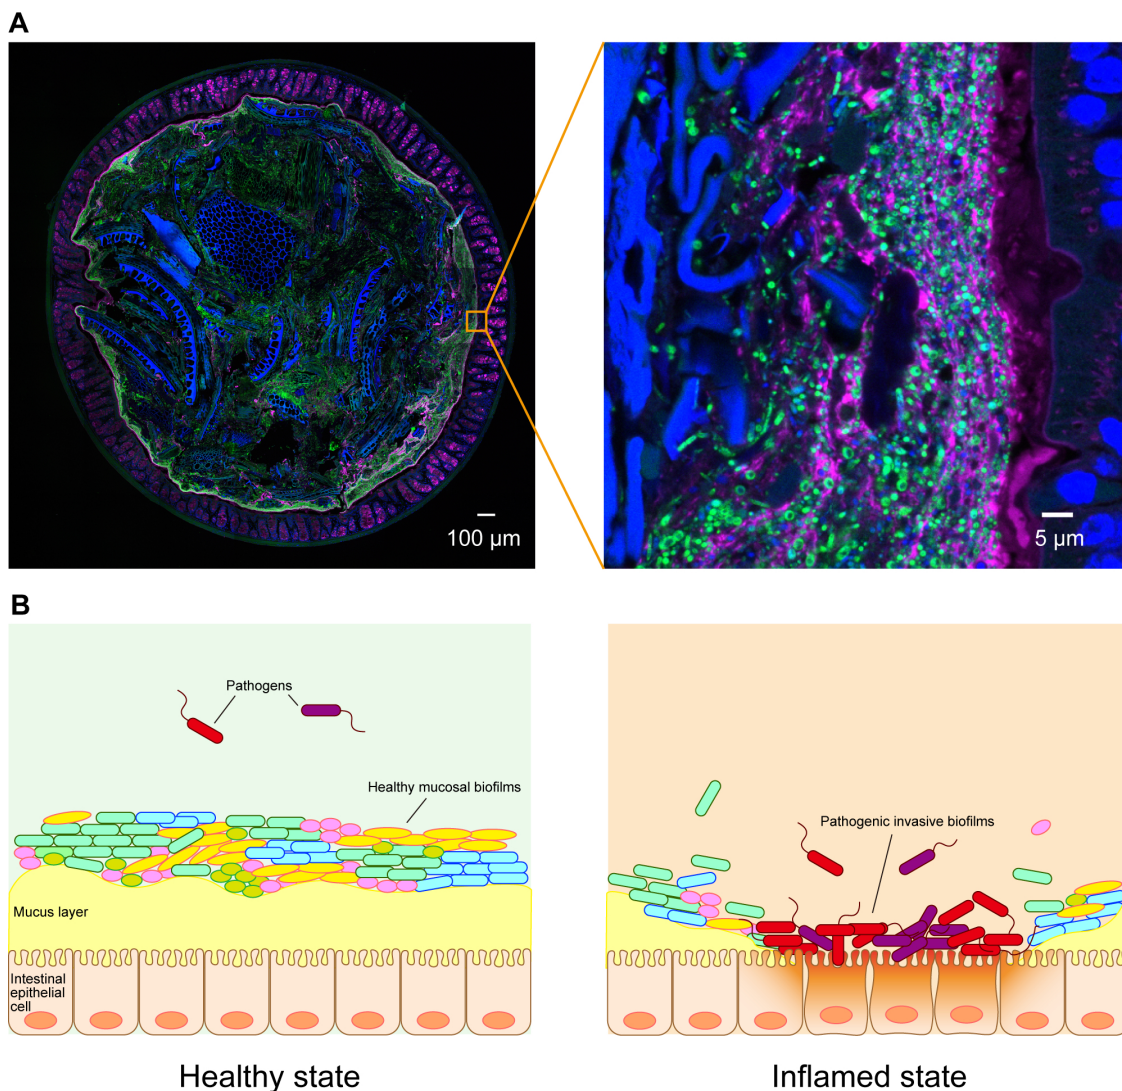 A
100 µm
5 µm
B
Pathogens
Healthy mucosal biofilms
Mucus layer
Intestinal
epithelial
cell
Healthy state
Pathogenic invasive biofilms
Inflamed state